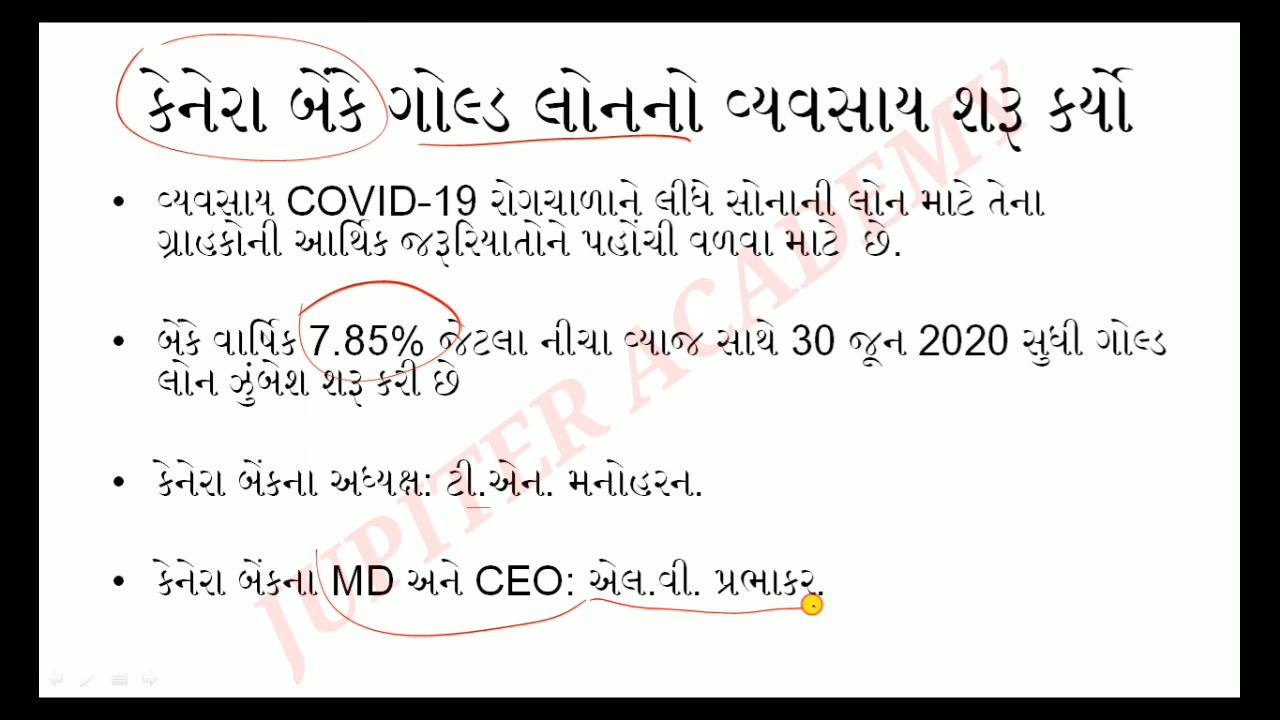 કેનેરા બેંકે ગોલ્ડ લોનનો વ્યવસાય શરૂ કર્યો
• વ્યવસાય COVID-19 રોગચાળાને લીધે સોનાની લોન માટે તેના
ગ્રાહકોની આર્થિક જરૂરિયાતોને પહોંચી વળવા માટે છે.
• બેંકે વાર્ષિક 7.85% જેટલા નીચા વ્યાજ સાથે 30 જૂન 2020 સુધી ગોલ્ડ
લોન ઝુંબેશ શરૂ કરી છે
• કેનેરા બેંકના અધ્યક્ષ: ટી.એન. મનોહરન.
• કેનેરા બેંકના MD અને CEO: એલ.વી. પ્રભાકર.
JUPITER ACADEMY